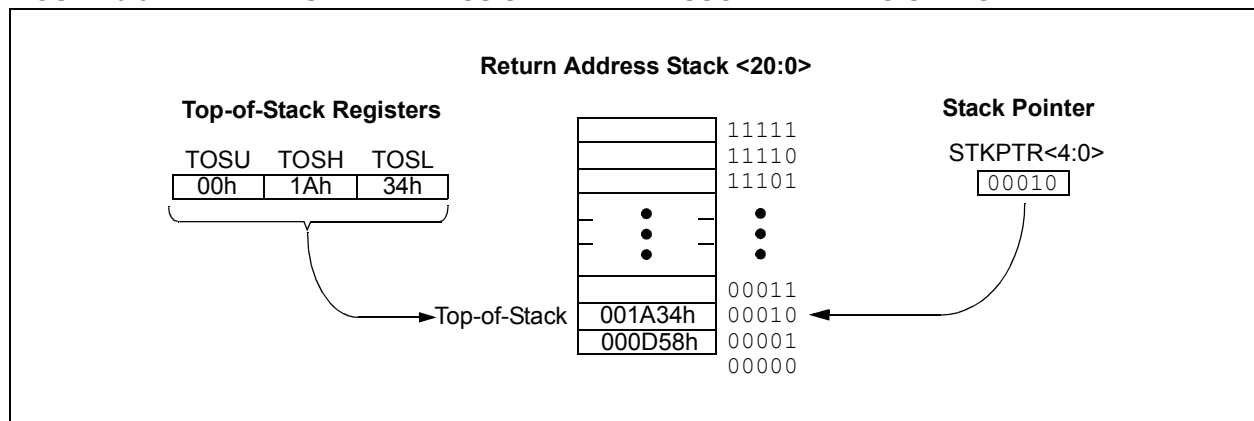 Return Address Stack <20:0>
Top-of-Stack Registers
Stack Pointer
TOSU TOSH TOSL
STKPTR<4:0>
00h 1Ah 34h
00010
11111
11110
11101
00011
Top-of-Stack 001A34h 00010
000D58h 00001
00000